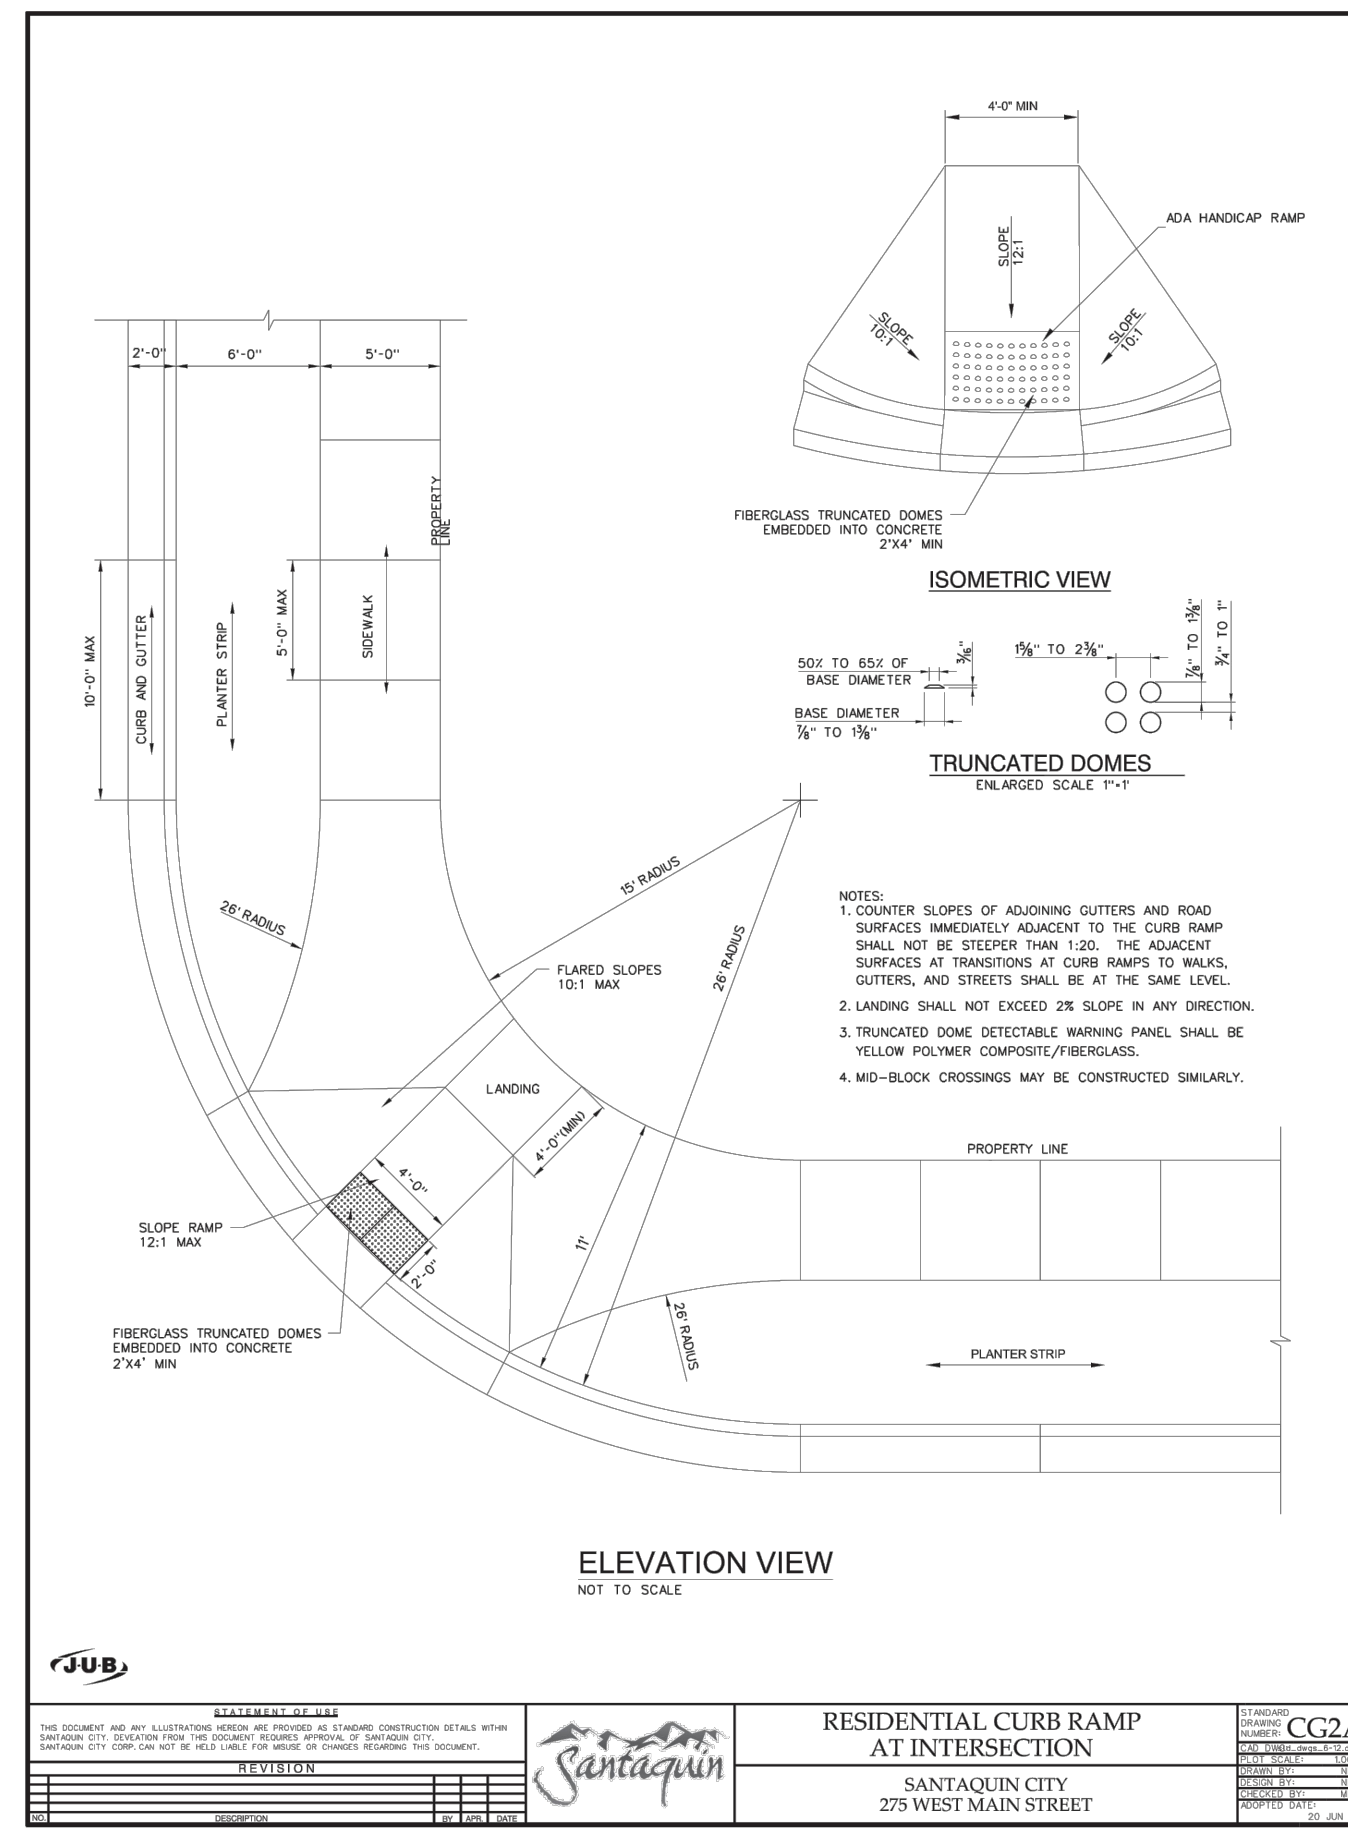 4'-0" MIN
ADA HANDICAP RAMP
SLOPE
12:1
SLOPE
10:1
SLOPE
10:1
2'-0"
6'-0"
5'-0"
FIBERGLASS TRUNCATED DOMES
EMBEDDED INTO CONCRETE
2'X4' MIN
ISOMETRIC VIEW
PROPERTY
LINE
10'-0" MAX
CURB AND GUTTER
PLANTER STRIP
5'-0" MAX
SIDEWALK
50% TO 65% OF
BASE DIAMETER
3/16"
BASE DIAMETER
7/8" TO 1 3/8"
1 5/8" TO 2 3/8"
7/8" TO 1 3/8"
3/4" TO 1"
TRUNCATED DOMES
ENLARGED SCALE 1"=1'
15' RADIUS
26' RADIUS
26' RADIUS
FLARED SLOPES
10:1 MAX
NOTES:
1. COUNTER SLOPES OF ADJOINING GUTTERS AND ROAD
SURFACES IMMEDIATELY ADJACENT TO THE CURB RAMP
SHALL NOT BE STEEPER THAN 1:20. THE ADJACENT
SURFACES AT TRANSITIONS AT CURB RAMPS TO WALKS,
GUTTERS, AND STREETS SHALL BE AT THE SAME LEVEL.
2. LANDING SHALL NOT EXCEED 2% SLOPE IN ANY DIRECTION.
3. TRUNCATED DOME DETECTABLE WARNING PANEL SHALL BE
YELLOW POLYMER COMPOSITE/FIBERGLASS.
4. MID-BLOCK CROSSINGS MAY BE CONSTRUCTED SIMILARLY.
LANDING
4'-0"(MIN)
4'-0"
PROPERTY LINE
SLOPE RAMP
12:1 MAX
11'
2'-0"
FIBERGLASS TRUNCATED DOMES
EMBEDDED INTO CONCRETE
2'X4' MIN
26' RADIUS
PLANTER STRIP
ELEVATION VIEW
NOT TO SCALE
J·U·B
STATEMENT OF USE
THIS DOCUMENT AND ANY ILLUSTRATIONS HEREON ARE PROVIDED AS STANDARD CONSTRUCTION DETAILS WITHIN
SANTAQUIN CITY. DEVEATION FROM THIS DOCUMENT REQUIRES APPROVAL OF SANTAQUIN CITY.
SANTAQUIN CITY CORP. CAN NOT BE HELD LIABLE FOR MISUSE OR CHANGES REGARDING THIS DOCUMENT.
REVISION
NO. DESCRIPTION BY APR. DATE
Santaquin
RESIDENTIAL CURB RAMP
AT INTERSECTION
SANTAQUIN CITY
275 WEST MAIN STREET
STANDARD
DRAWING
NUMBER: CG2A
CAD DWG
PLOT SCALE:
DRAWN BY:
DESIGN BY:
CHECKED BY:
ADOPTED DATE:
20 JUN